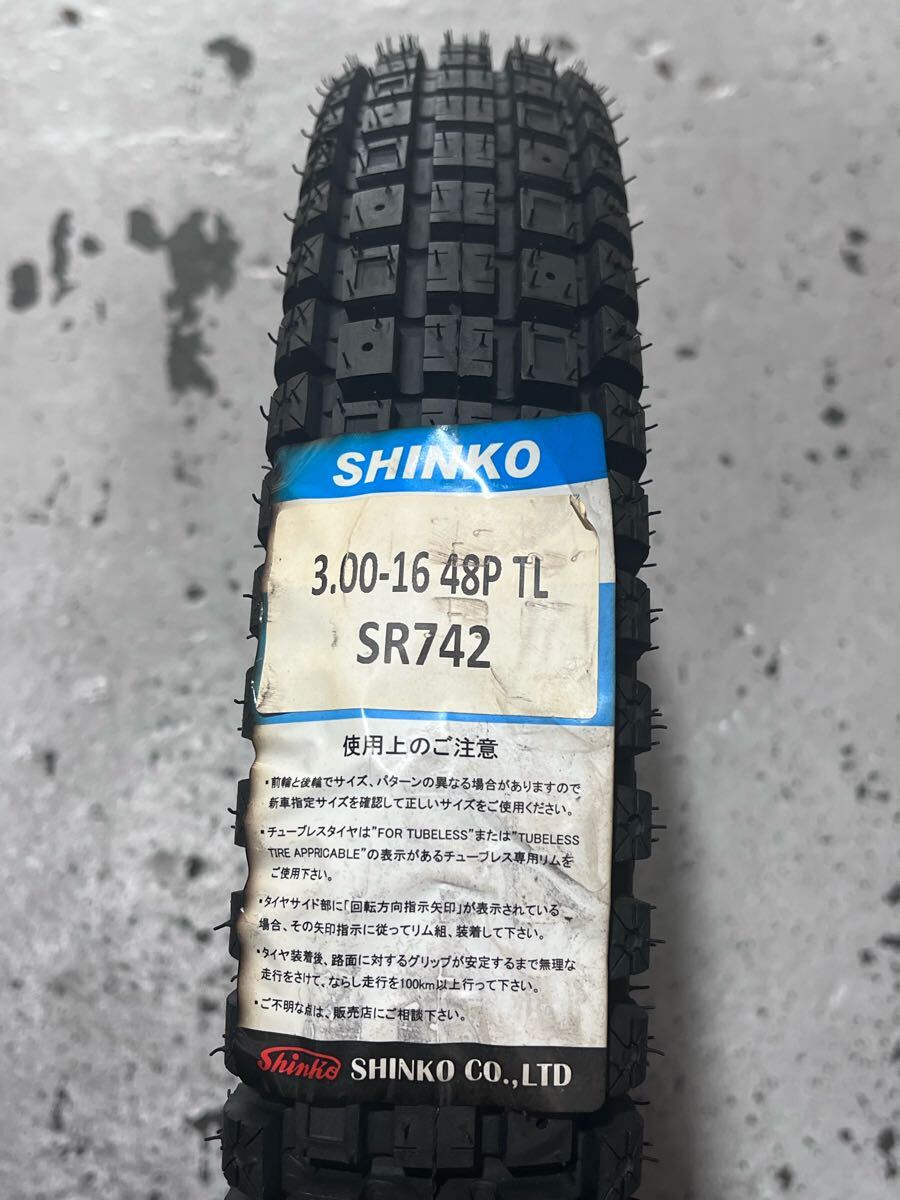 SHINKO
3.00-16 48P TL
SR742
使用上のご注意
・前輪と後輪でサイズ、パターンの異なる場合がありますので
新車指定サイズを確認して正しいサイズをご使用ください。
・チューブレスタイヤは"FOR TUBELESS"または"TUBELESS
TIRE APPRICABLE"の表示があるチューブレス専用リムを
ご使用下さい。
・タイヤサイド部に「回転方向指示矢印」が表示されている
場合、その矢印指示に従ってリム組、装着して下さい。
・タイヤ装着後、路面に対するグリップが安定するまで無理な
走行をさけて、ならし走行を100km以上行って下さい。
・ご不明な点は、販売店にご相談下さい。
Shinko SHINKO CO.,LTD